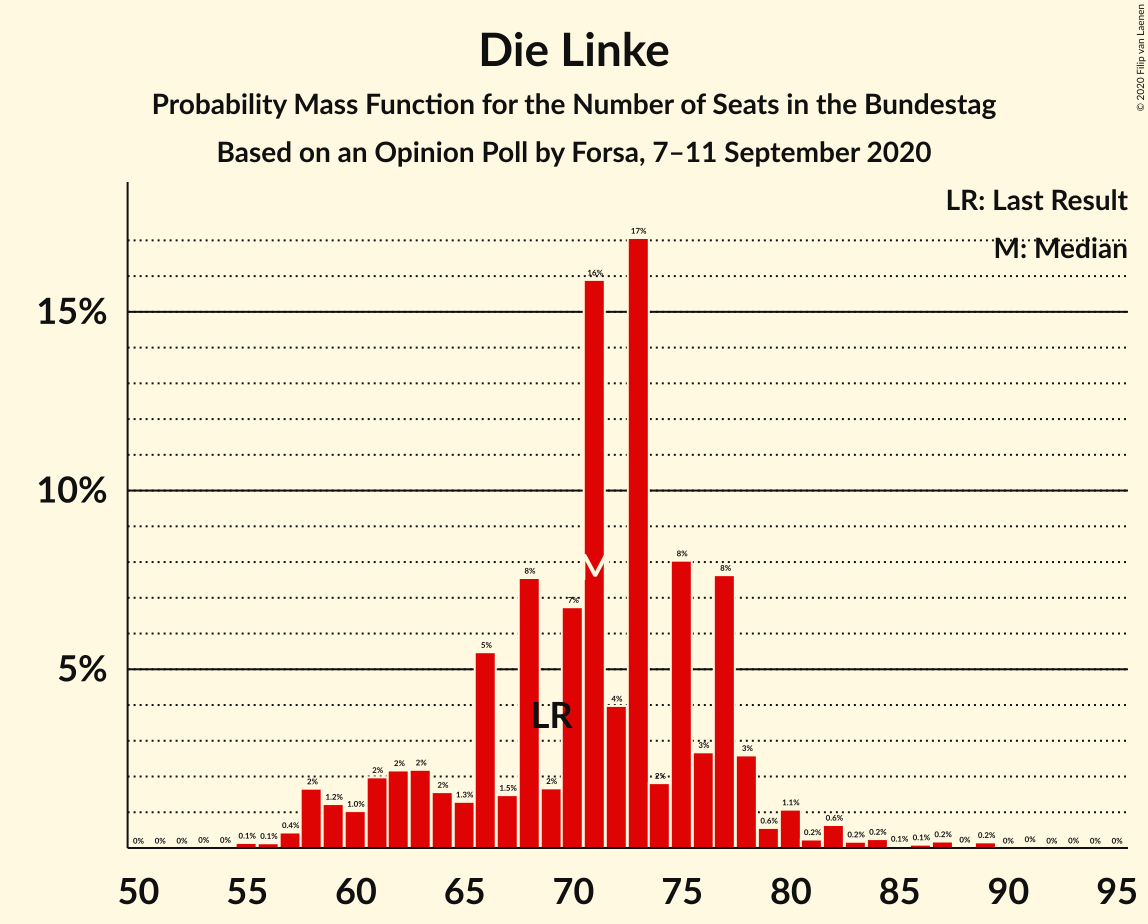 Die Linke
Probability Mass Function for the Number of Seats in the Bundestag
Based on an Opinion Poll by Forsa, 7–11 September 2020
© 2020 Filip van Laenen
LR: Last Result
M: Median
15%
10%
5%
0% 0% 0% 0% 0% 0.1% 0.1% 0.4% 2% 1.2% 1.0% 2% 2% 2% 2% 1.3% 5% 1.5% 8% 2% 7% 16% 4% 17% 2% 8% 3% 8% 3% 0.6% 1.1% 0.2% 0.6% 0.2% 0.2% 0.1% 0.1% 0.2% 0% 0.2% 0% 0% 0% 0% 0% 0%
M
LR
50 55 60 65 70 75 80 85 90 95